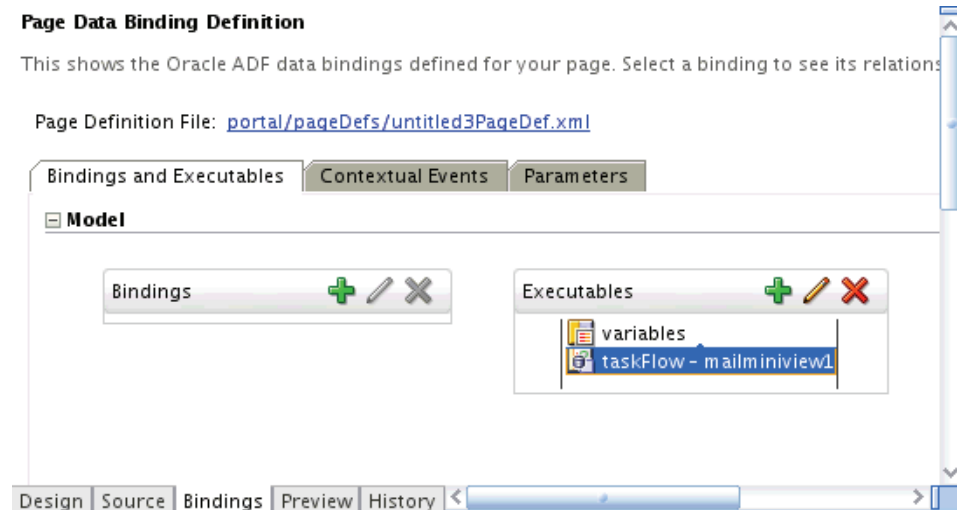 Page Data Binding Definition
This shows the Oracle ADF data bindings defined for your page. Select a binding to see its relations
Page Definition File: portal/pageDefs/untitled3PageDef.xml
Bindings and Executables Contextual Events Parameters
Model
Bindings Executables
variables
taskFlow - mailminiview1
Design Source Bindings Preview History